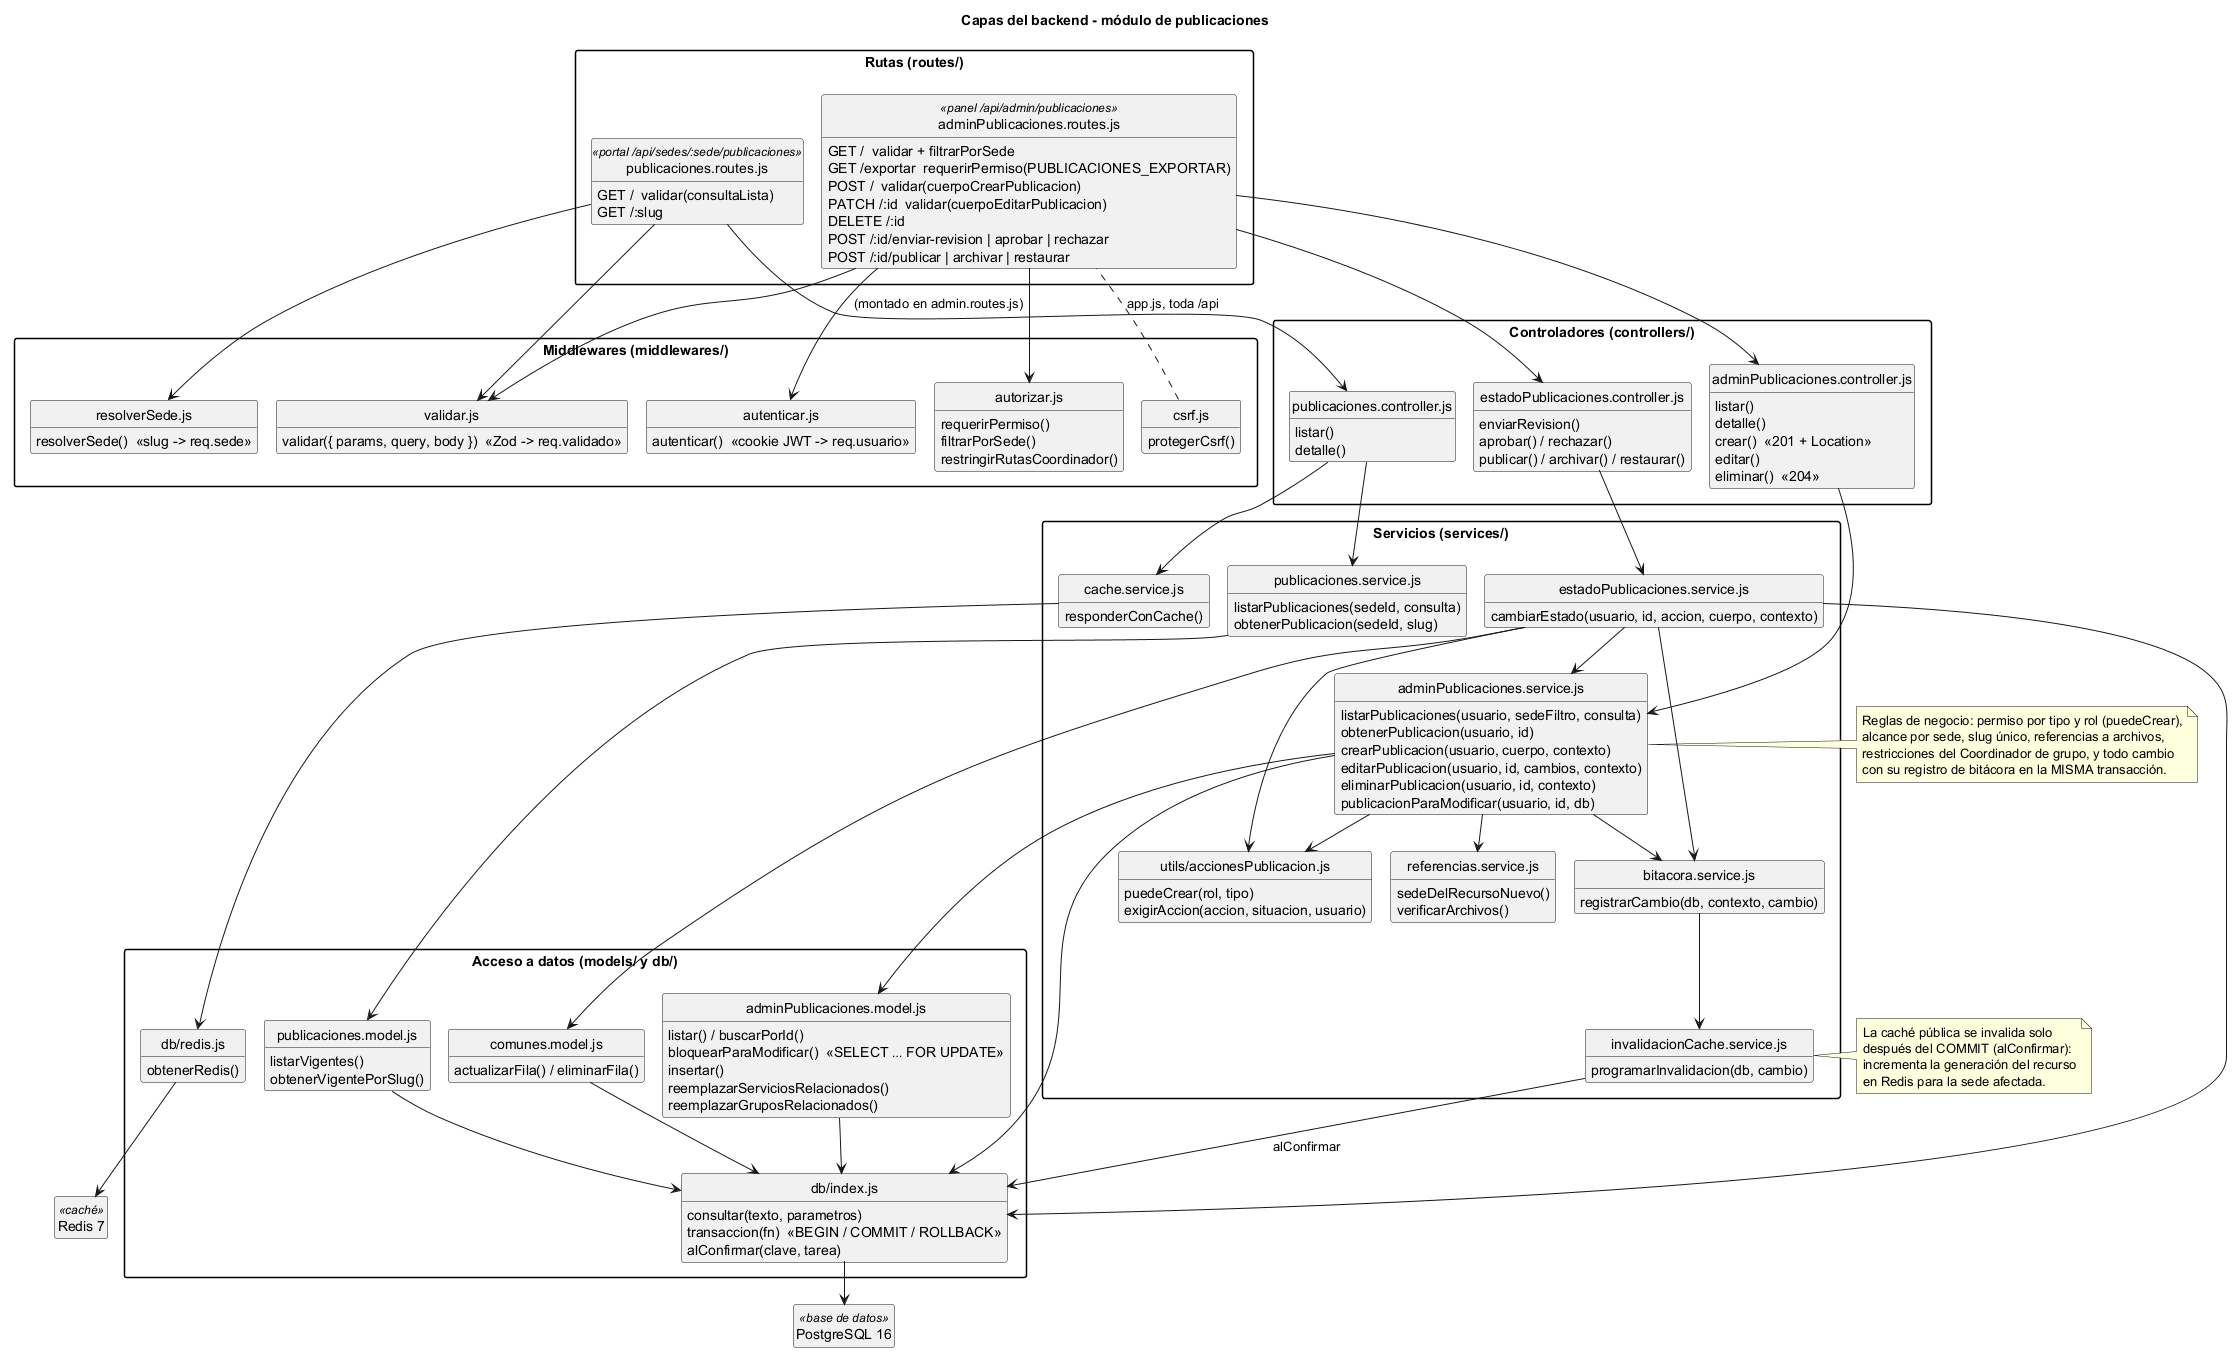 Capas del backend - módulo de publicaciones
Rutas (routes/)
«portal /api/sedes/:sede/publicaciones»
publicaciones.routes.js
GET /  validar(consultaLista)
GET /:slug
«panel /api/admin/publicaciones»
adminPublicaciones.routes.js
GET /  validar + filtrarPorSede
GET /exportar  requerirPermiso(PUBLICACIONES_EXPORTAR)
POST /  validar(cuerpoCrearPublicacion)
PATCH /:id  validar(cuerpoEditarPublicacion)
DELETE /:id
POST /:id/enviar-revision | aprobar | rechazar
POST /:id/publicar | archivar | restaurar
(montado en admin.routes.js)
app.js, toda /api
Middlewares (middlewares/)
resolverSede.js
resolverSede()  «slug -> req.sede»
validar.js
validar({ params, query, body })  «Zod -> req.validado»
autenticar.js
autenticar()  «cookie JWT -> req.usuario»
autorizar.js
requerirPermiso()
filtrarPorSede()
restringirRutasCoordinador()
csrf.js
protegerCsrf()
Controladores (controllers/)
publicaciones.controller.js
listar()
detalle()
estadoPublicaciones.controller.js
enviarRevision()
aprobar() / rechazar()
publicar() / archivar() / restaurar()
adminPublicaciones.controller.js
listar()
detalle()
crear()  «201 + Location»
editar()
eliminar()  «204»
Servicios (services/)
cache.service.js
responderConCache()
publicaciones.service.js
listarPublicaciones(sedeId, consulta)
obtenerPublicacion(sedeId, slug)
estadoPublicaciones.service.js
cambiarEstado(usuario, id, accion, cuerpo, contexto)
adminPublicaciones.service.js
listarPublicaciones(usuario, sedeFiltro, consulta)
obtenerPublicacion(usuario, id)
crearPublicacion(usuario, cuerpo, contexto)
editarPublicacion(usuario, id, cambios, contexto)
eliminarPublicacion(usuario, id, contexto)
publicacionParaModificar(usuario, id, db)
Reglas de negocio: permiso por tipo y rol (puedeCrear),
alcance por sede, slug único, referencias a archivos,
restricciones del Coordinador de grupo, y todo cambio
con su registro de bitácora en la MISMA transacción.
utils/accionesPublicacion.js
puedeCrear(rol, tipo)
exigirAccion(accion, situacion, usuario)
referencias.service.js
sedeDelRecursoNuevo()
verificarArchivos()
bitacora.service.js
registrarCambio(db, contexto, cambio)
invalidacionCache.service.js
programarInvalidacion(db, cambio)
La caché pública se invalida solo
después del COMMIT (alConfirmar):
incrementa la generación del recurso
en Redis para la sede afectada.
Acceso a datos (models/ y db/)
db/redis.js
obtenerRedis()
publicaciones.model.js
listarVigentes()
obtenerVigentePorSlug()
comunes.model.js
actualizarFila() / eliminarFila()
adminPublicaciones.model.js
listar() / buscarPorId()
bloquearParaModificar()  «SELECT ... FOR UPDATE»
insertar()
reemplazarServiciosRelacionados()
reemplazarGruposRelacionados()
alConfirmar
db/index.js
consultar(texto, parametros)
transaccion(fn)  «BEGIN / COMMIT / ROLLBACK»
alConfirmar(clave, tarea)
«caché»
Redis 7
«base de datos»
PostgreSQL 16